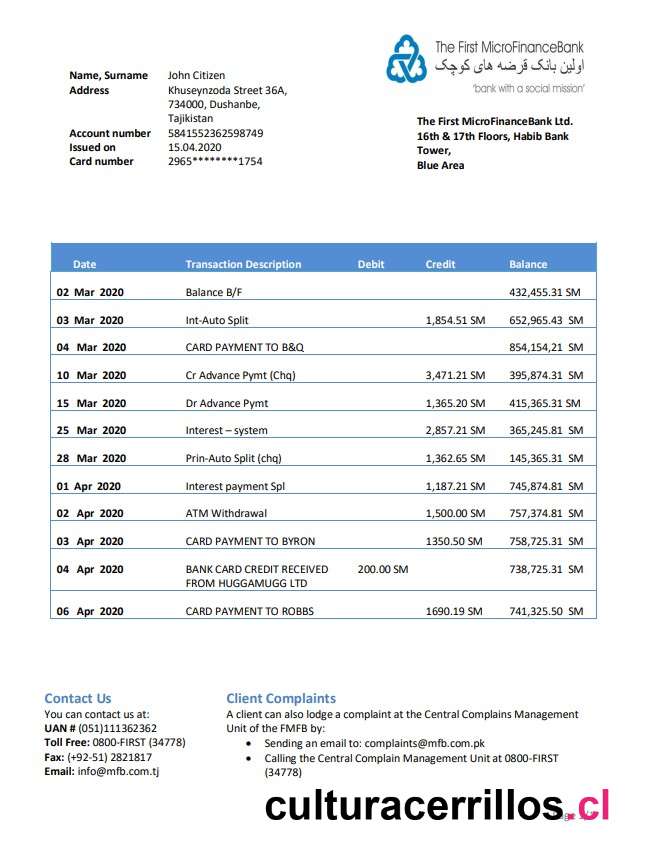 The First MicroFinanceBank
اولین بانک قرضه های کوچک
'bank with a social mission'
Name, Surname John Citizen
Address Khuseynzoda Street 36A,
734000, Dushanbe,
Tajikistan
Account number 5841552362598749
Issued on 15.04.2020
Card number 2965********1754
The First MicroFinanceBank Ltd.
16th & 17th Floors, Habib Bank
Tower,
Blue Area
Date Transaction Description Debit Credit Balance
02 Mar 2020 Balance B/F 432,455.31 SM
03 Mar 2020 Int-Auto Split 1,854.51 SM 652,965.43 SM
04 Mar 2020 CARD PAYMENT TO B&Q 854,154,21 SM
10 Mar 2020 Cr Advance Pymt (Chq) 3,471.21 SM 395,874.31 SM
15 Mar 2020 Dr Advance Pymt 1,365.20 SM 415,365.31 SM
25 Mar 2020 Interest – system 2,857.21 SM 365,245.81 SM
28 Mar 2020 Prin-Auto Split (chq) 1,362.65 SM 145,365.31 SM
01 Apr 2020 Interest payment Spl 1,187.21 SM 745,874.81 SM
02 Apr 2020 ATM Withdrawal 1,500.00 SM 757,374.81 SM
03 Apr 2020 CARD PAYMENT TO BYRON 1350.50 SM 758,725.31 SM
04 Apr 2020 BANK CARD CREDIT RECEIVED 200.00 SM 738,725.31 SM
FROM HUGGAMUGG LTD
06 Apr 2020 CARD PAYMENT TO ROBBS 1690.19 SM 741,325.50 SM
Contact Us
You can contact us at:
UAN # (051)111362362
Toll Free: 0800-FIRST (34778)
Fax: (+92-51) 2821817
Email: info@mfb.com.tj
Client Complaints
A client can also lodge a complaint at the Central Complains Management
Unit of the FMFB by:
• Sending an email to: complaints@mfb.com.pk
• Calling the Central Complain Management Unit at 0800-FIRST
(34778)
culturacerrillos.cl